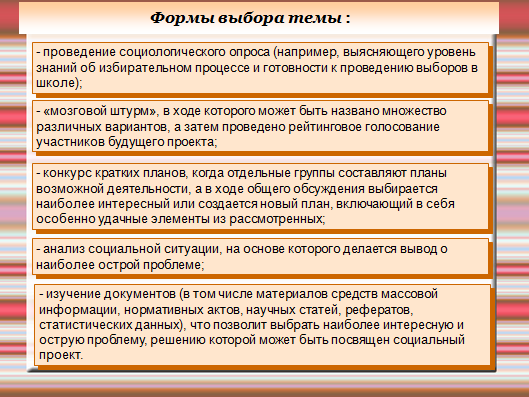 Формы выбора темы :
- проведение социологического опроса (например, выясняющего уровень
знаний об избирательном процессе и готовности к проведению выборов в
школе);
- «мозговой штурм», в ходе которого может быть названо множество
различных вариантов, а затем проведено рейтинговое голосование
участников будущего проекта;
- конкурс кратких планов, когда отдельные группы составляют планы
возможной деятельности, а в ходе общего обсуждения выбирается
наиболее интересный или создается новый план, включающий в себя
особенно удачные элементы из рассмотренных;
- анализ социальной ситуации, на основе которого делается вывод о
наиболее острой проблеме;
- изучение документов (в том числе материалов средств массовой
информации, нормативных актов, научных статей, рефератов,
статистических данных), что позволит выбрать наиболее интересную и
острую проблему, решению которой может быть посвящен социальный
проект.